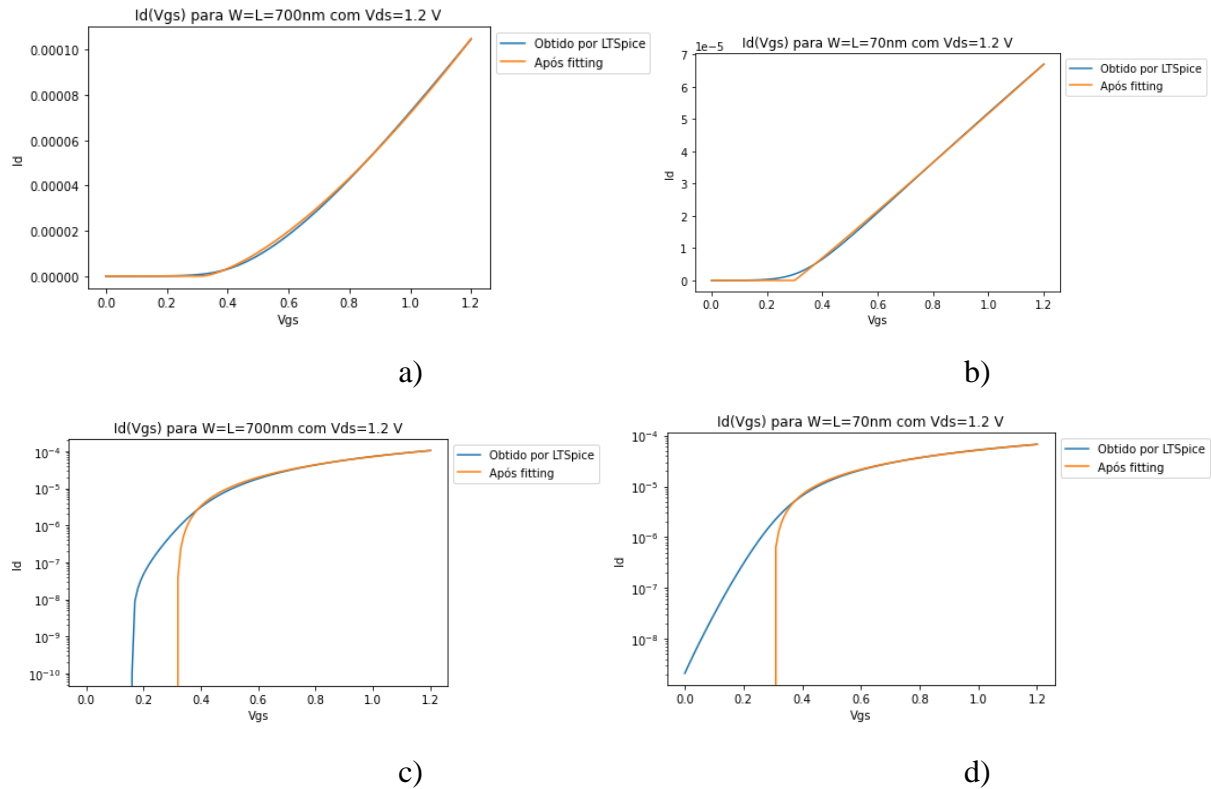 Id(Vgs) para W=L=700nm com Vds=1.2 V
0.00010
0.00008
0.00006
0.00004
0.00002
0.00000
Id
0.0 0.2 0.4 0.6 0.8 1.0 1.2
Vgs
Obtido por LTSpice
Após fitting
a)
1e-5
Id(Vgs) para W=L=70nm com Vds=1.2 V
7
6
5
4
3
2
1
0
Id
0.0 0.2 0.4 0.6 0.8 1.0 1.2
Vgs
Obtido por LTSpice
Após fitting
b)
Id(Vgs) para W=L=700nm com Vds=1.2 V
10⁻⁴
10⁻⁵
10⁻⁶
10⁻⁷
10⁻⁸
10⁻⁹
10⁻¹⁰
Id
0.0 0.2 0.4 0.6 0.8 1.0 1.2
Vgs
Obtido por LTSpice
Após fitting
c)
Id(Vgs) para W=L=70nm com Vds=1.2 V
10⁻⁴
10⁻⁵
10⁻⁶
10⁻⁷
10⁻⁸
Id
0.0 0.2 0.4 0.6 0.8 1.0 1.2
Vgs
Obtido por LTSpice
Após fitting
d)